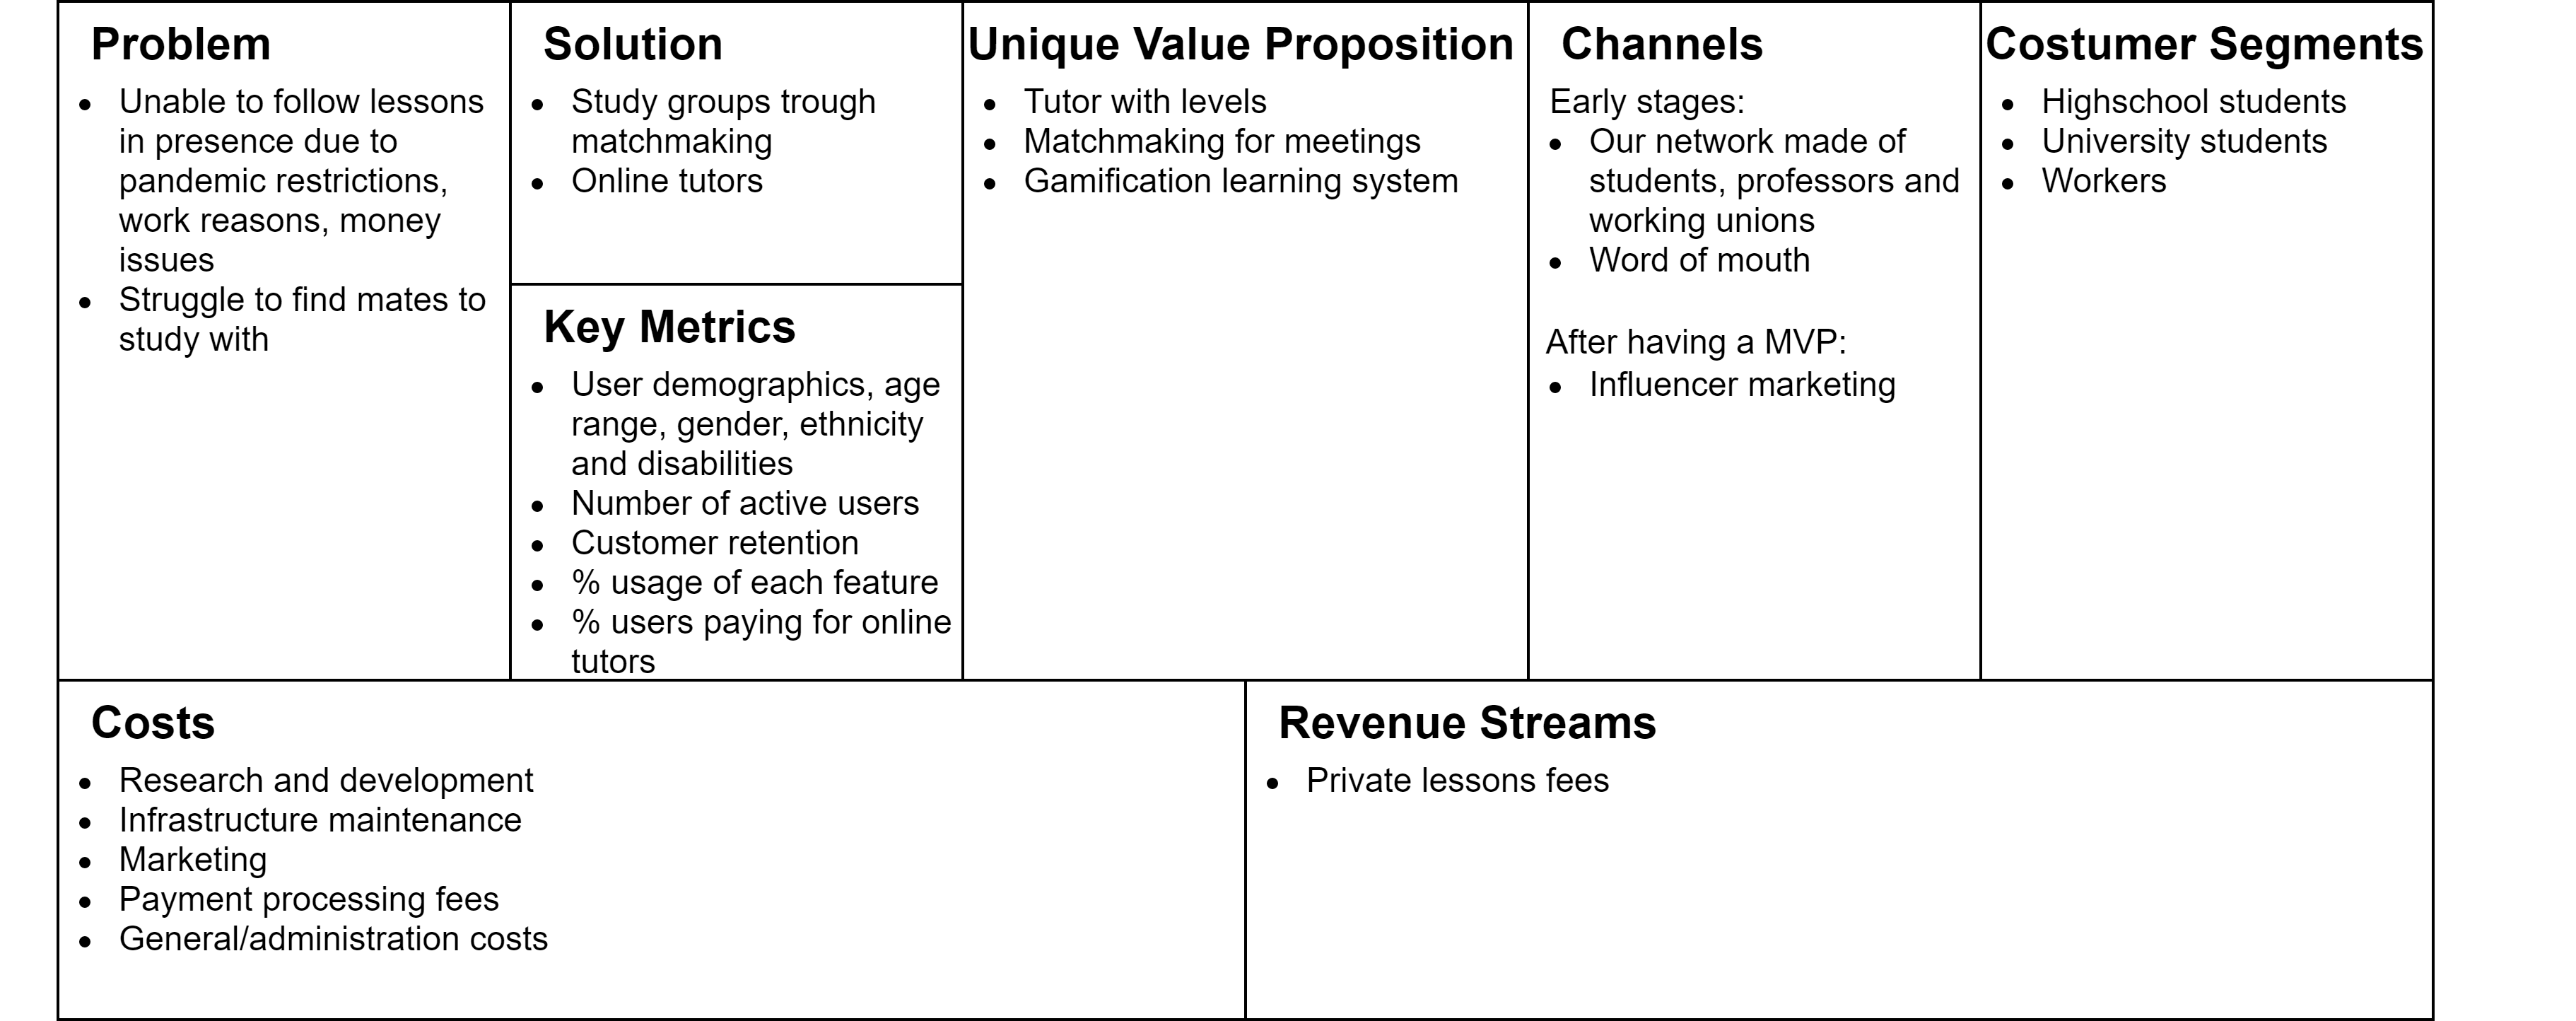 Problem
• Unable to follow lessons
in presence due to
pandemic restrictions,
work reasons, money
issues
• Struggle to find mates to
study with
Solution
• Study groups trough
matchmaking
• Online tutors
Key Metrics
• User demographics, age
range, gender, ethnicity
and disabilities
• Number of active users
• Customer retention
• % usage of each feature
• % users paying for online
tutors
Unique Value Proposition
• Tutor with levels
• Matchmaking for meetings
• Gamification learning system
Channels
Early stages:
• Our network made of
students, professors and
working unions
• Word of mouth
After having a MVP:
• Influencer marketing
Costumer Segments
• Highschool students
• University students
• Workers
Costs
• Research and development
• Infrastructure maintenance
• Marketing
• Payment processing fees
• General/administration costs
Revenue Streams
• Private lessons fees